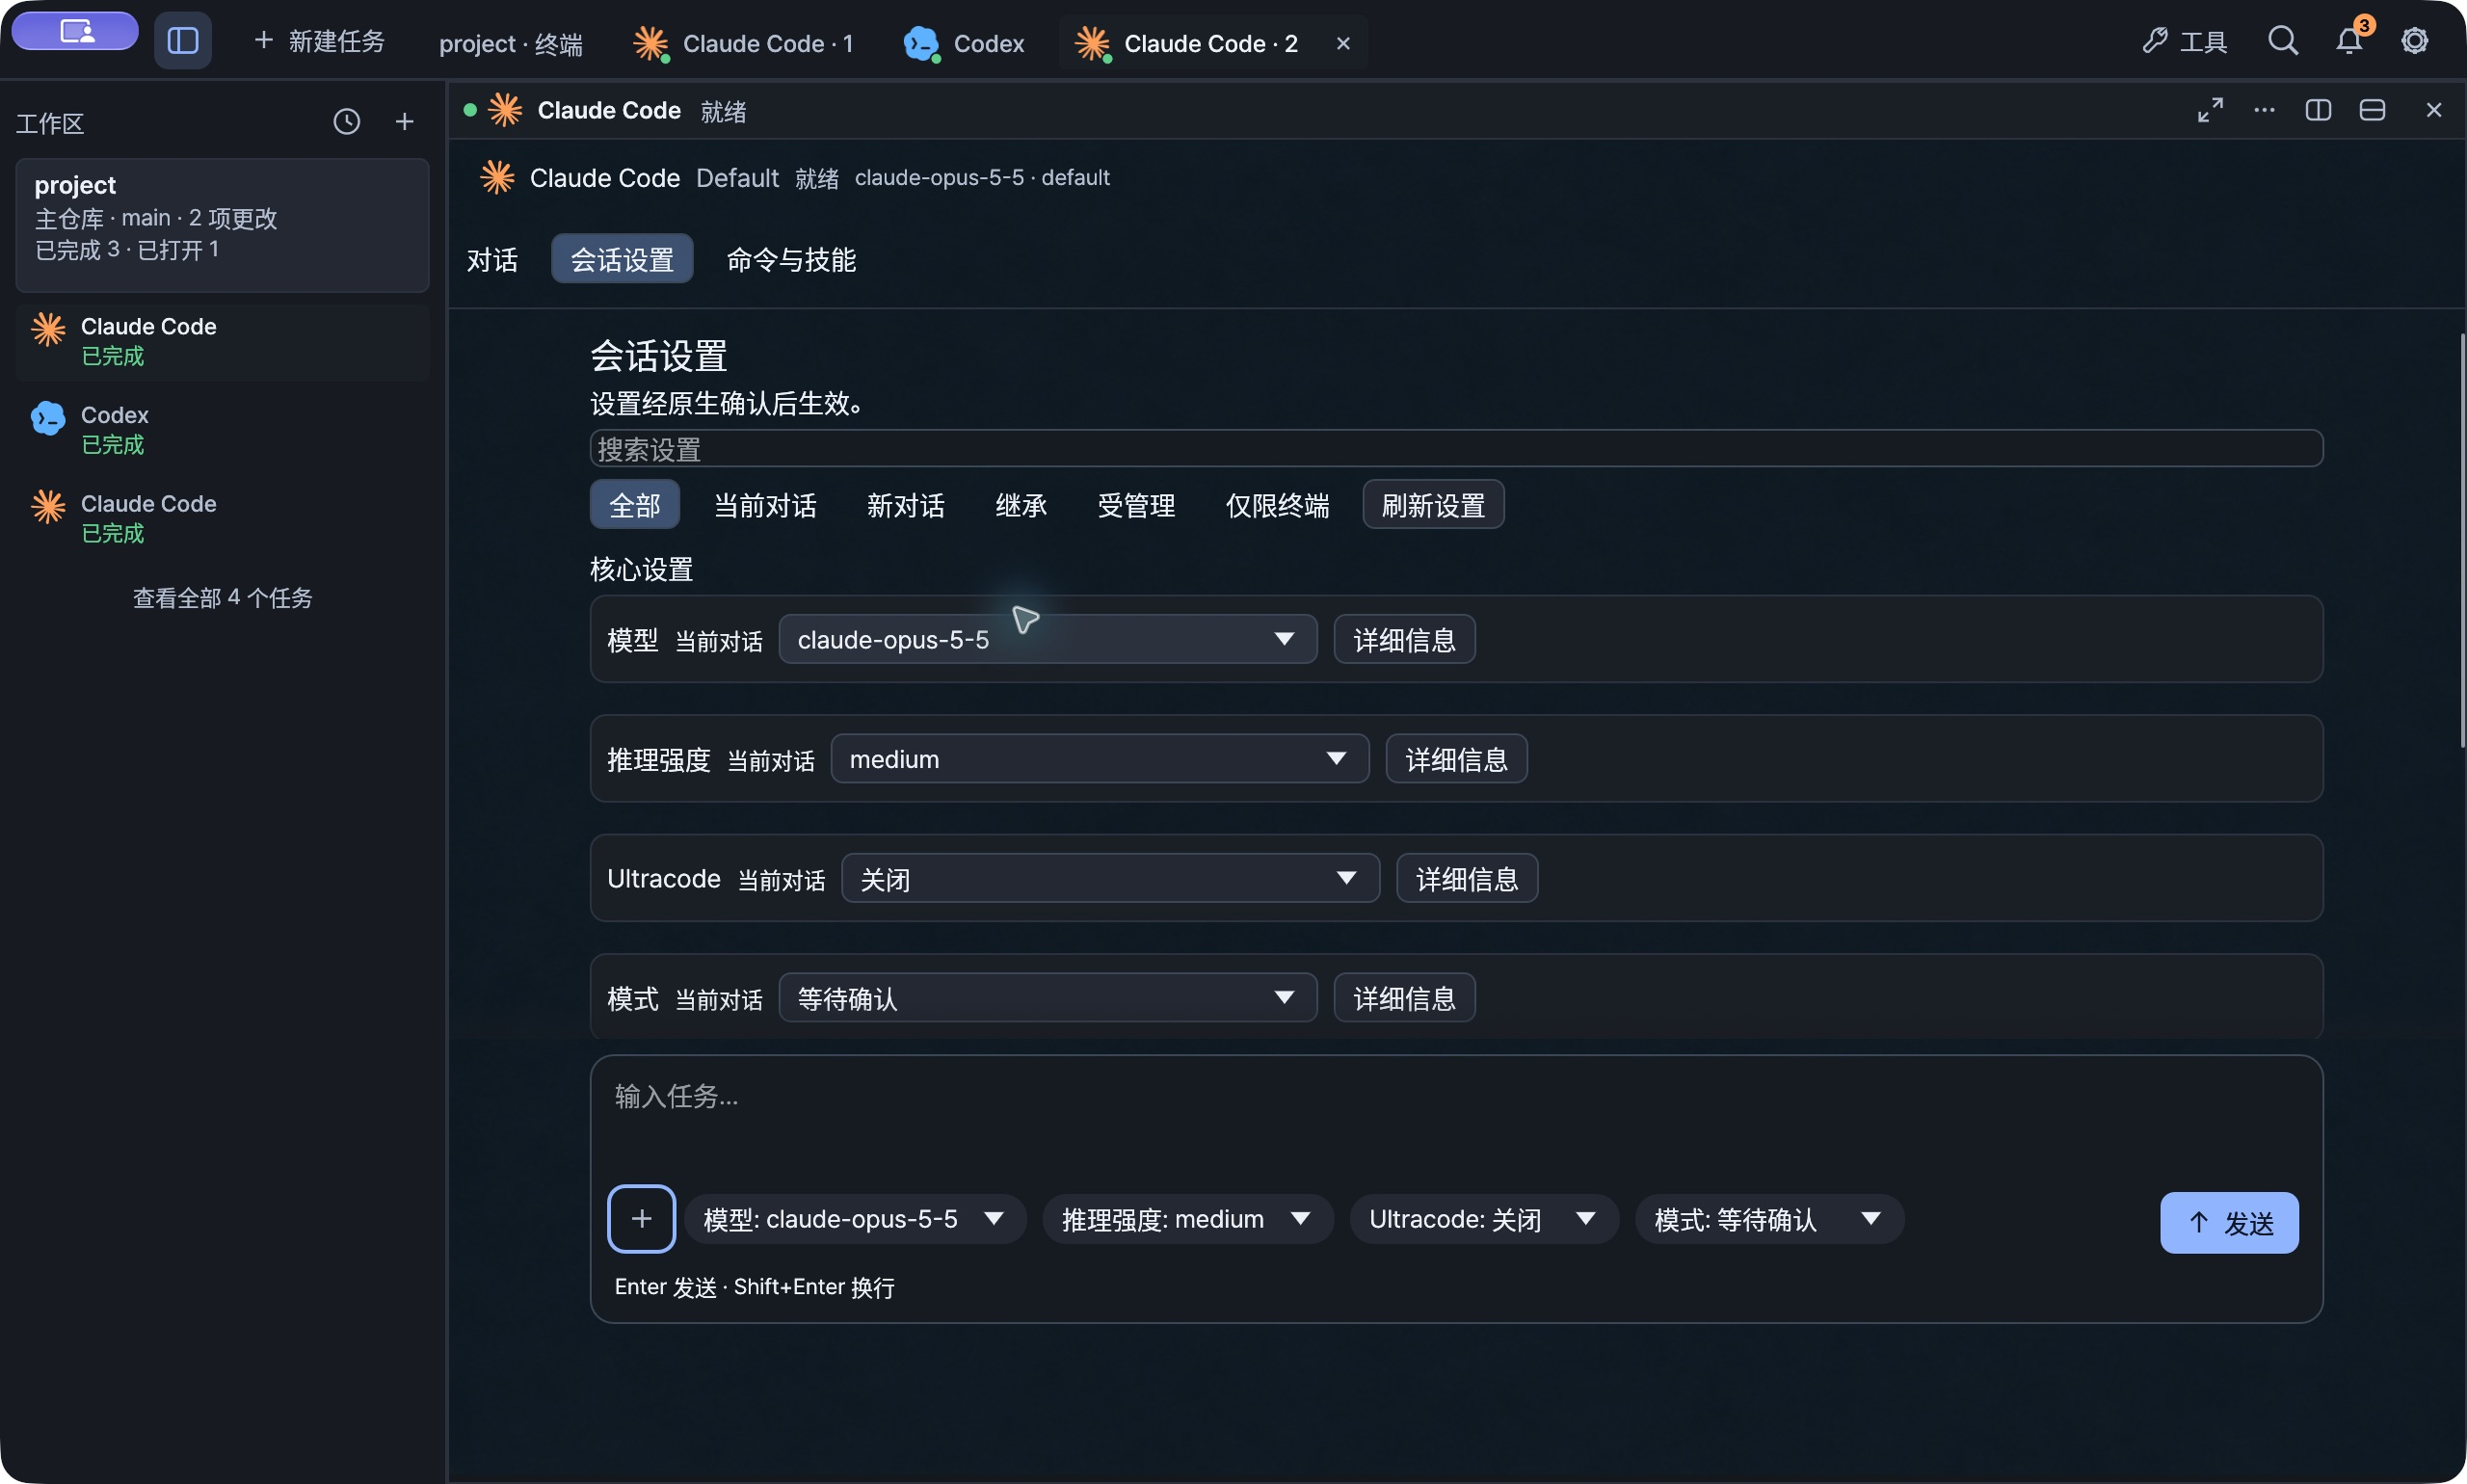 新建任务
project · 终端
Claude Code · 1
Codex
Claude Code · 2
工具
3
工作区
project
主仓库 · main · 2 项更改
已完成 3 · 已打开 1
Claude Code
已完成
Codex
已完成
Claude Code
已完成
查看全部 4 个任务
Claude Code 就绪
Claude Code Default 就绪 claude-opus-5-5 · default
对话 会话设置 命令与技能
会话设置
设置经原生确认后生效。
搜索设置
全部 当前对话 新对话 继承 受管理 仅限终端 刷新设置
核心设置
模型 当前对话 claude-opus-5-5 详细信息
推理强度 当前对话 medium 详细信息
Ultracode 当前对话 关闭 详细信息
模式 当前对话 等待确认 详细信息
输入任务...
模型: claude-opus-5-5 推理强度: medium Ultracode: 关闭 模式: 等待确认 发送
Enter 发送 · Shift+Enter 换行